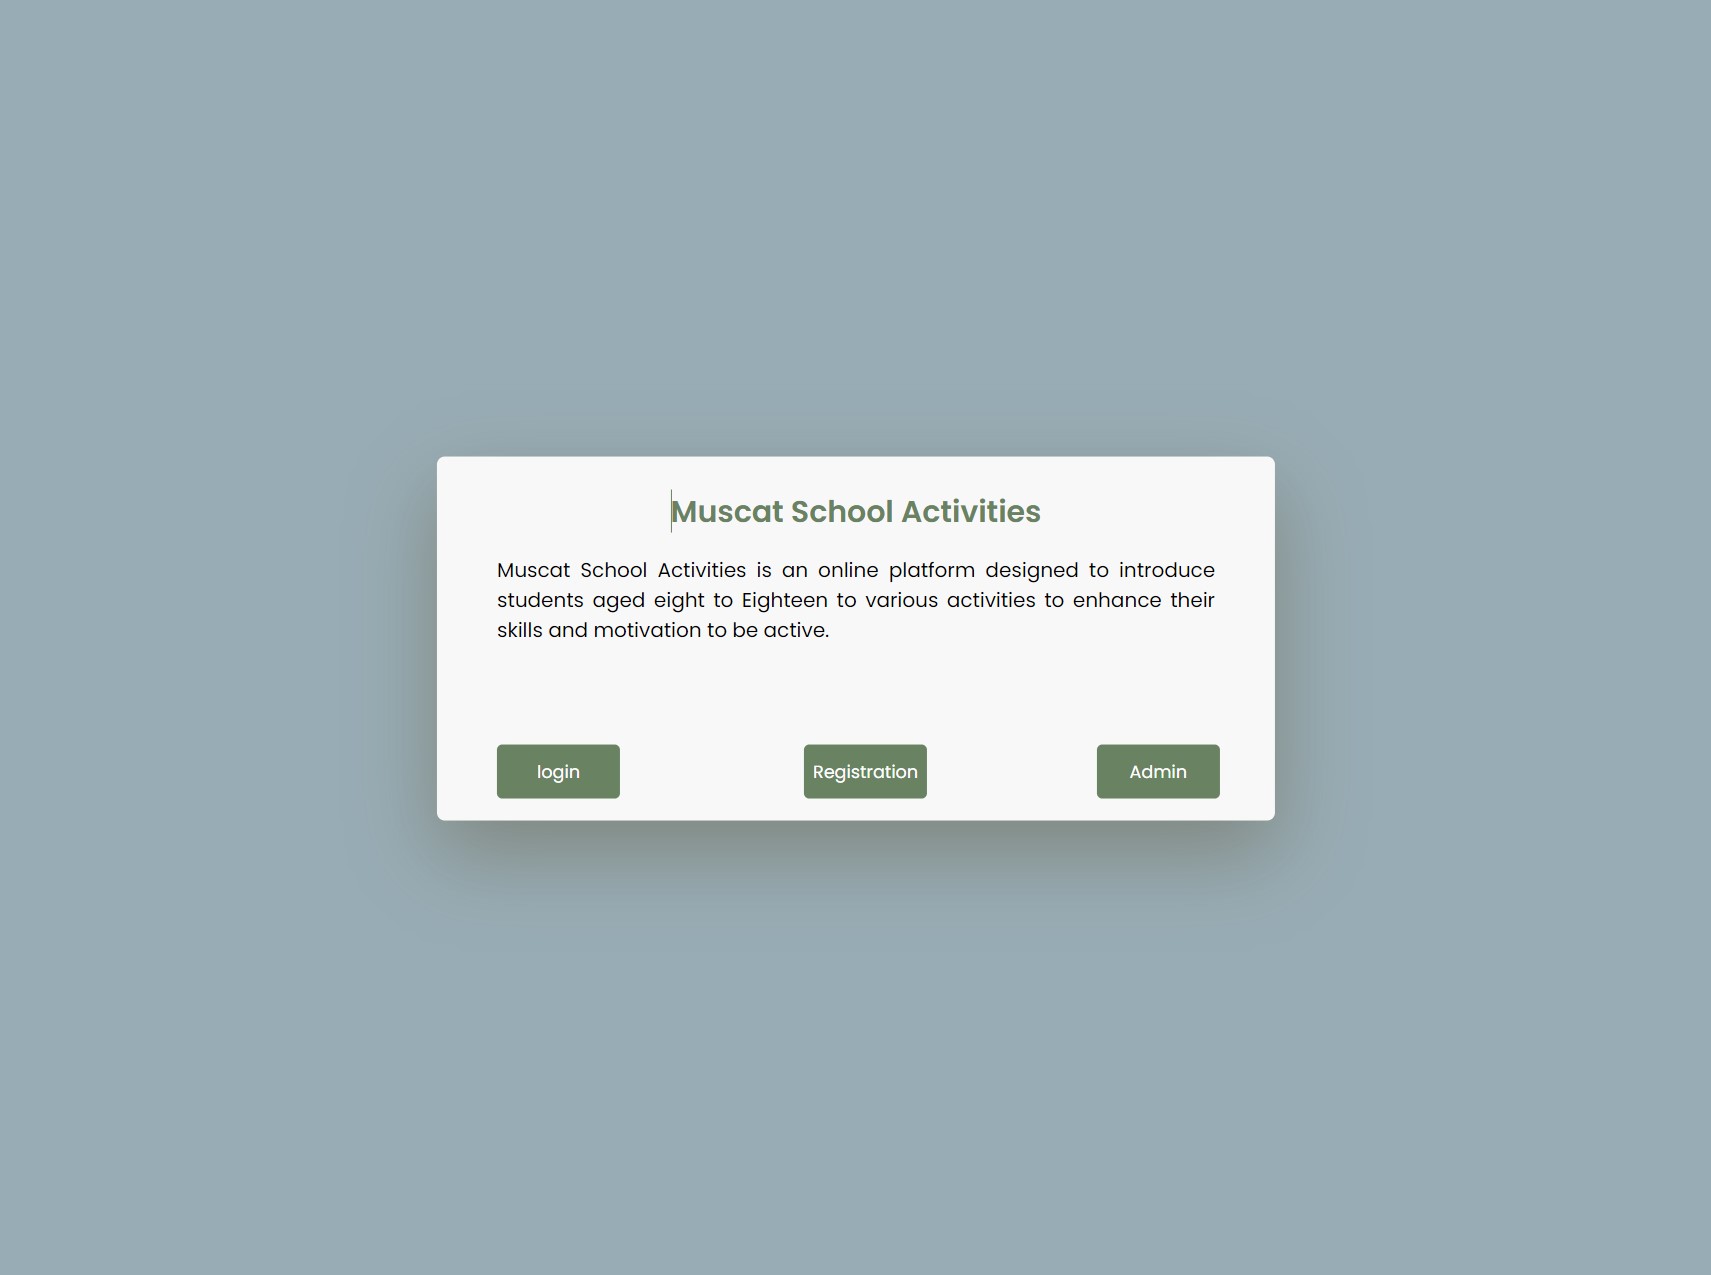 Muscat School Activities
Muscat School Activities is an online platform designed to introduce
students aged eight to Eighteen to various activities to enhance their
skills and motivation to be active.
login
Registration
Admin